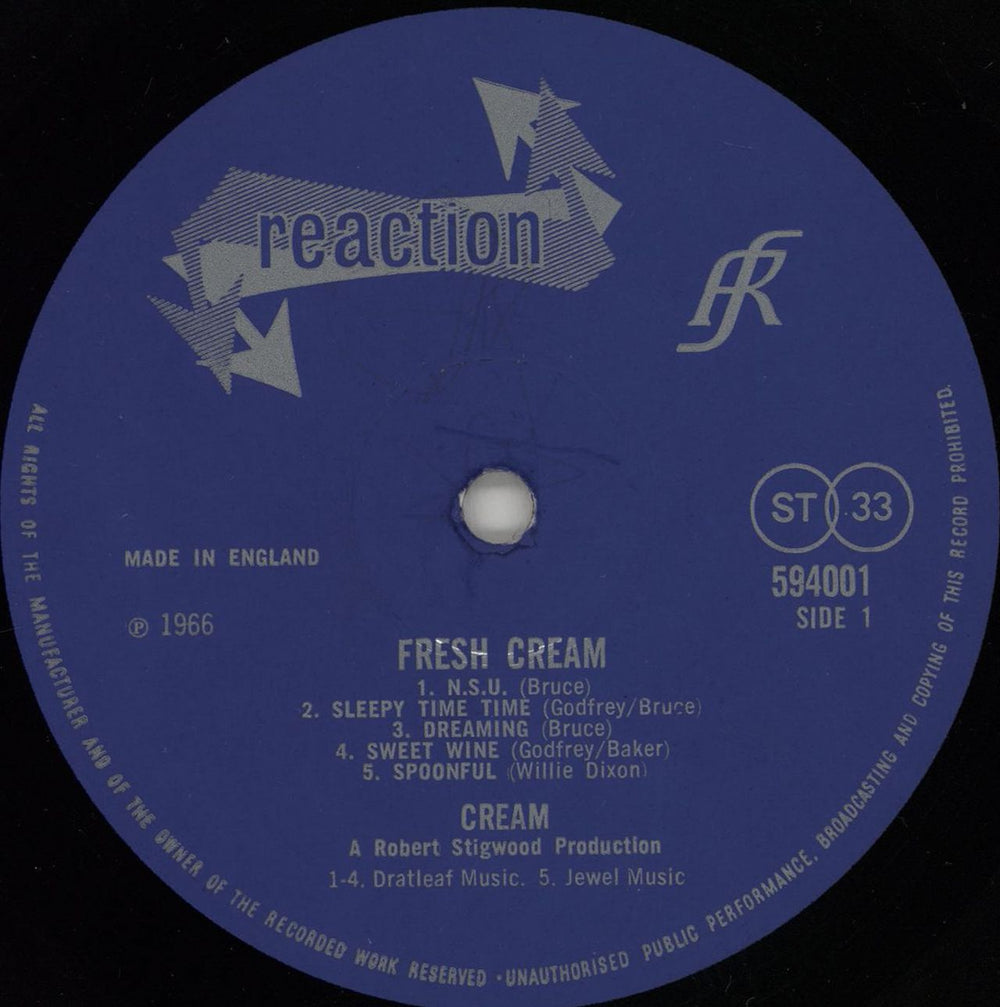 reaction
R
MADE IN ENGLAND
℗ 1966
ST 33
594001
SIDE 1
FRESH CREAM
1. N.S.U. (Bruce)
2. SLEEPY TIME TIME (Godfrey/Bruce)
3. DREAMING (Bruce)
4. SWEET WINE (Godfrey/Baker)
5. SPOONFUL (Willie Dixon)
CREAM
A Robert Stigwood Production
1-4. Dratleaf Music. 5. Jewel Music
ALL RIGHTS OF THE MANUFACTURER AND OF THE OWNER OF THE RECORDED WORK RESERVED · UNAUTHORISED PUBLIC PERFORMANCE, BROADCASTING AND COPYING OF THIS RECORD PROHIBITED.